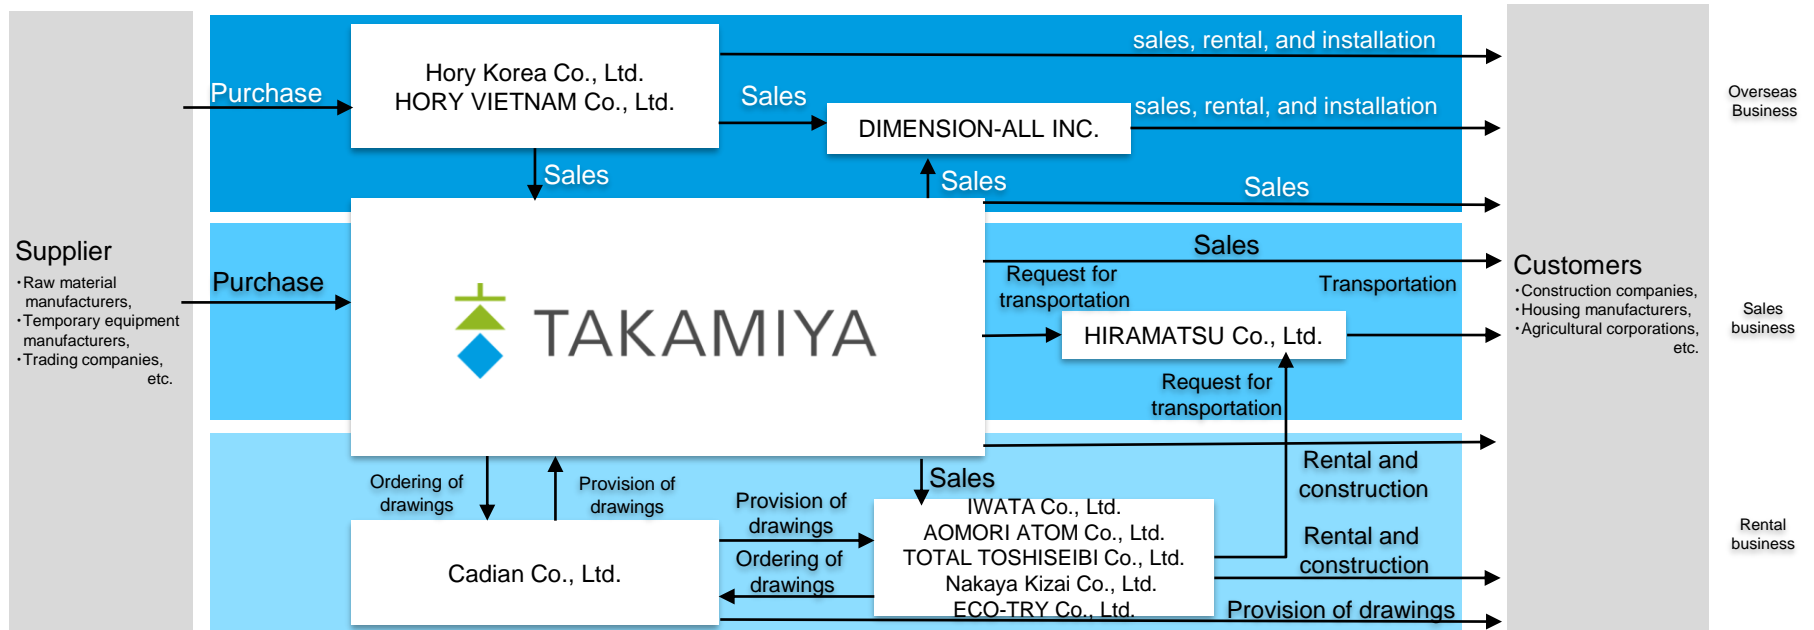 Supplier
・Raw material
manufacturers,
・Temporary equipment
manufacturers,
・Trading companies,
etc.
Purchase
Hory Korea Co., Ltd.
HORY VIETNAM Co., Ltd.
sales, rental, and installation
Sales
DIMENSION-ALL INC.
sales, rental, and installation
Sales
Sales
Sales
Purchase
TAKAMIYA
Sales
Request for
transportation
Transportation
HIRAMATSU Co., Ltd.
Request for
transportation
Ordering of
drawings
Provision of
drawings
Sales
Rental and
construction
Provision of
drawings
Ordering of
drawings
Cadian Co., Ltd.
IWATA Co., Ltd.
AOMORI ATOM Co., Ltd.
TOTAL TOSHISEIBI Co., Ltd.
Nakaya Kizai Co., Ltd.
ECO-TRY Co., Ltd.
Rental and
construction
Provision of drawings
Customers
・Construction companies,
・Housing manufacturers,
・Agricultural corporations,
etc.
Overseas
Business
Sales
business
Rental
business